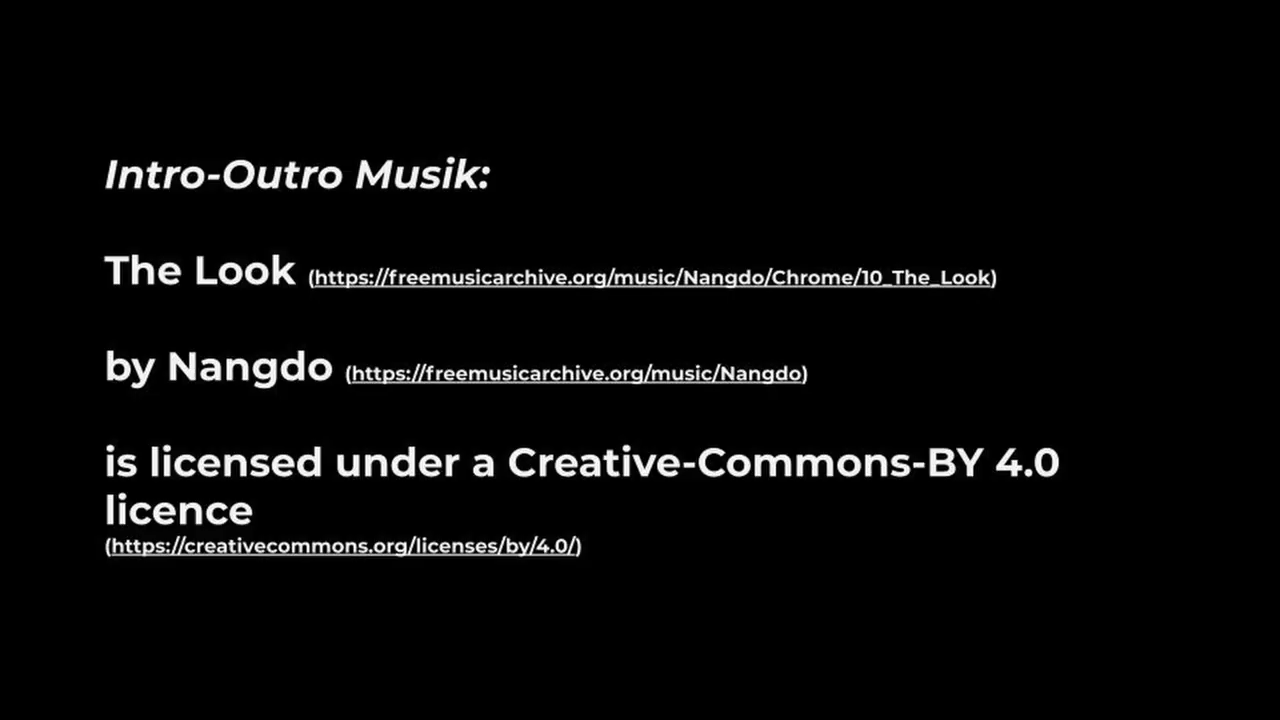 Intro-Outro Musik:
The Look (https://freemusicarchive.org/music/Nangdo/Chrome/10_The_Look)
by Nangdo (https://freemusicarchive.org/music/Nangdo)
is licensed under a Creative-Commons-BY 4.0
licence
(https://creativecommons.org/licenses/by/4.0/)